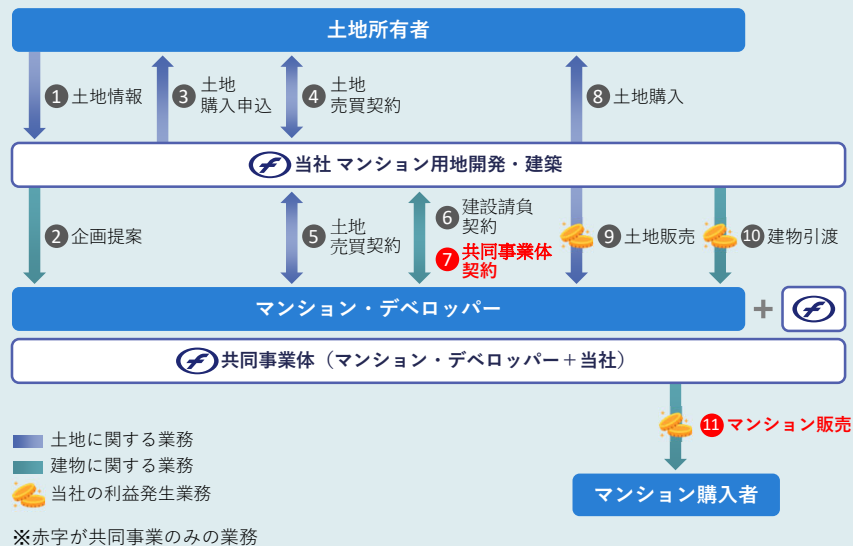 土地所有者
1 土地情報
3 土地
購入申込
4 土地
売買契約
8 土地購入
当社 マンション用地開発・建築
2 企画提案
5 土地
売買契約
6 建設請負
契約
7 共同事業体
契約
9 土地販売
10 建物引渡
マンション・デベロッパー
+
共同事業体（マンション・デベロッパー＋当社）
11 マンション販売
土地に関する業務
建物に関する業務
当社の利益発生業務
マンション購入者
※赤字が共同事業のみの業務